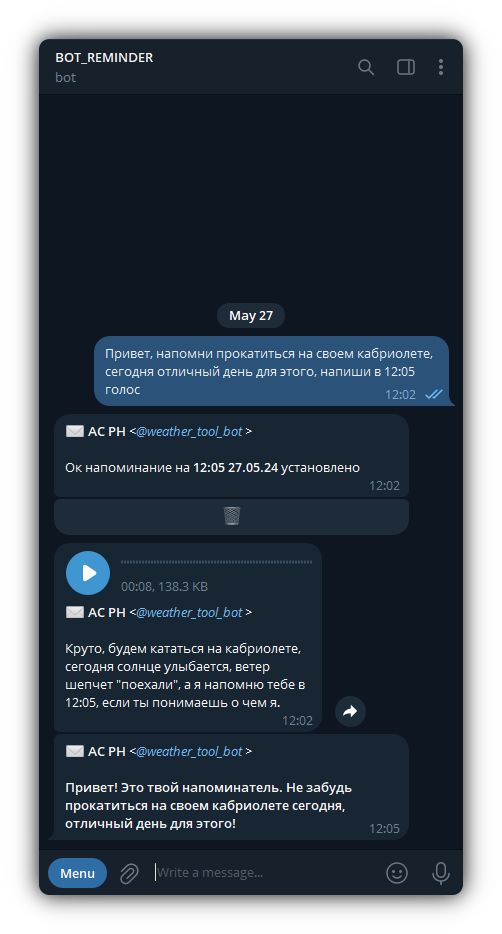 BOT_REMINDER
bot
May 27
Привет, напомни прокатиться на своем кабриолете,
сегодня отличный день для этого, напиши в 12:05
голос
12:02
AC PH <@weather_tool_bot >
Ок напоминание на 12:05 27.05.24 установлено
12:02
00:08, 138.3 KB
AC PH <@weather_tool_bot >
Круто, будем кататься на кабриолете,
сегодня солнце улыбается, ветер
шепчет "поехали", а я напомню тебе в
12:05, если ты понимаешь о чем я.
12:02
AC PH <@weather_tool_bot >
Привет! Это твой напоминатель. Не забудь
прокатиться на своем кабриолете сегодня,
отличный день для этого!
12:05
Menu
Write a message...